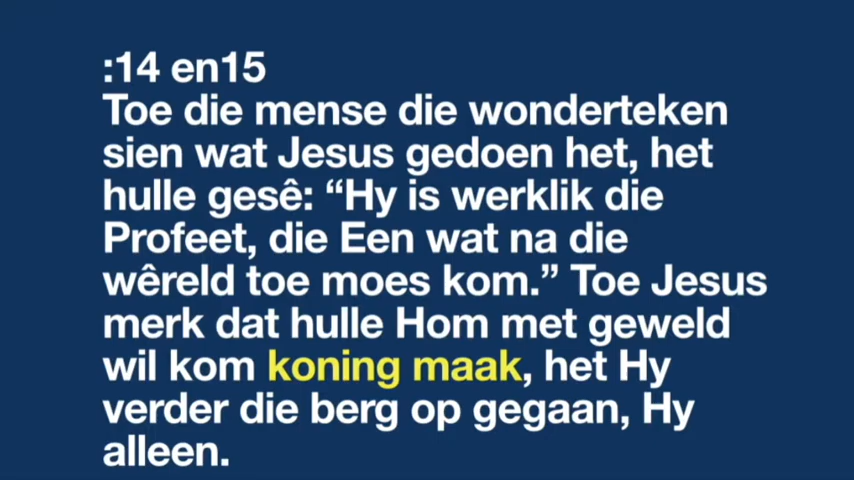 :14 en15
Toe die mense die wonderteken
sien wat Jesus gedoen het, het
hulle gesê: “Hy is werklik die
Profeet, die Een wat na die
wêreld toe moes kom.” Toe Jesus
merk dat hulle Hom met geweld
wil kom koning maak, het Hy
verder die berg op gegaan, Hy
alleen.